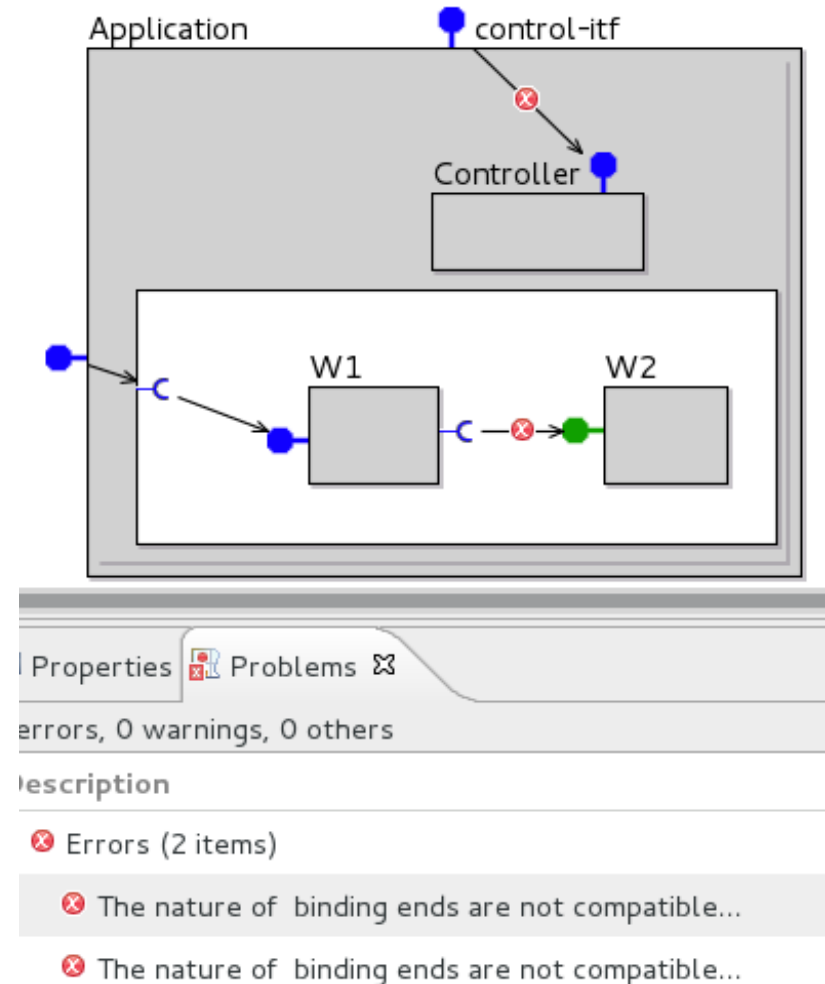 Application
control-itf
Controller
W1
W2
Properties
Problems
errors, 0 warnings, 0 others
Description
Errors (2 items)
The nature of  binding ends are not compatible...
The nature of  binding ends are not compatible...